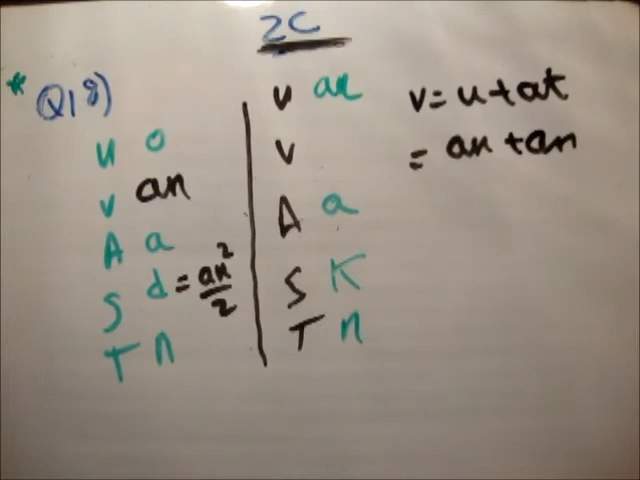 2C
* Q18)
u 0
v an
A a
S d = an²/2
T n
u an
v
A a
S K
T n
v = u + at
= an + an